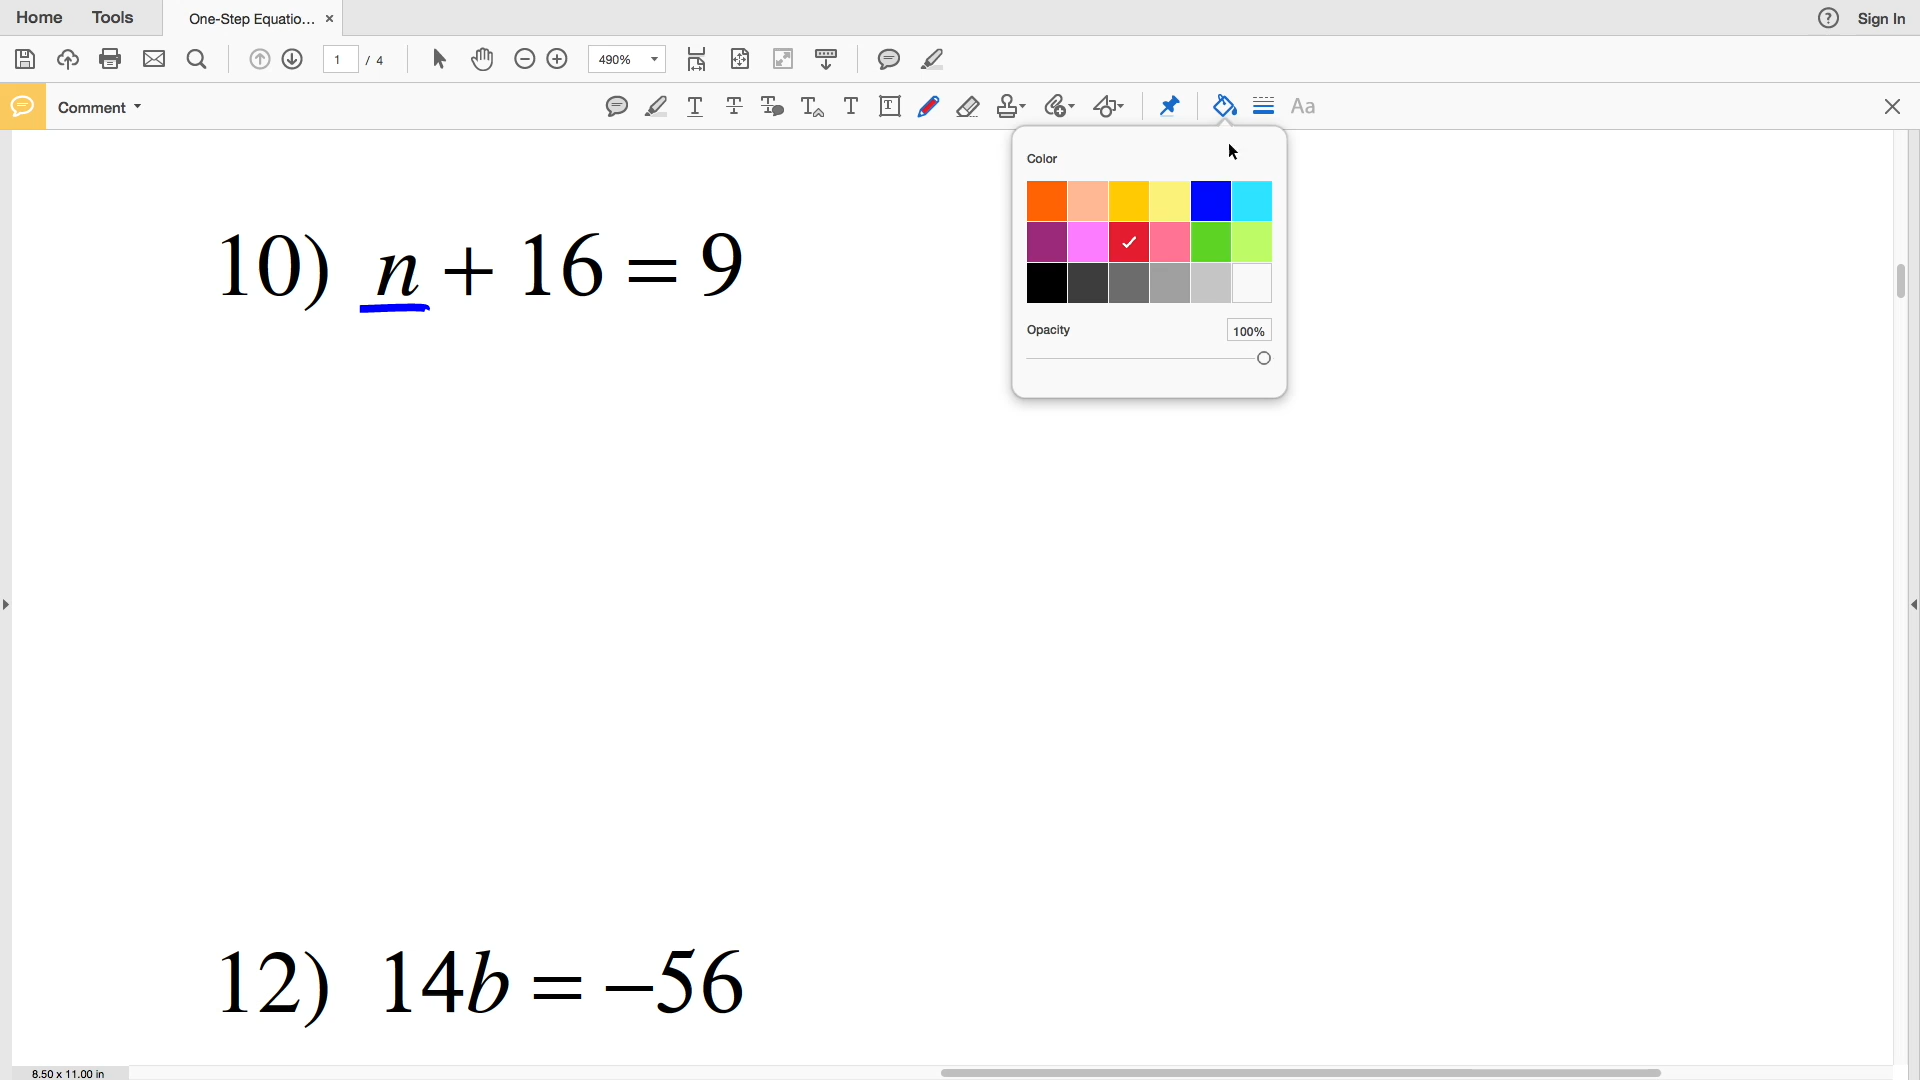 Home Tools One-Step Equatio... × ? Sign In
1 / 4 490%
Comment T T T T T T Aa
Color
10) n + 16 = 9
Opacity 100%
12) 14b = −56
8.50 x 11.00 in